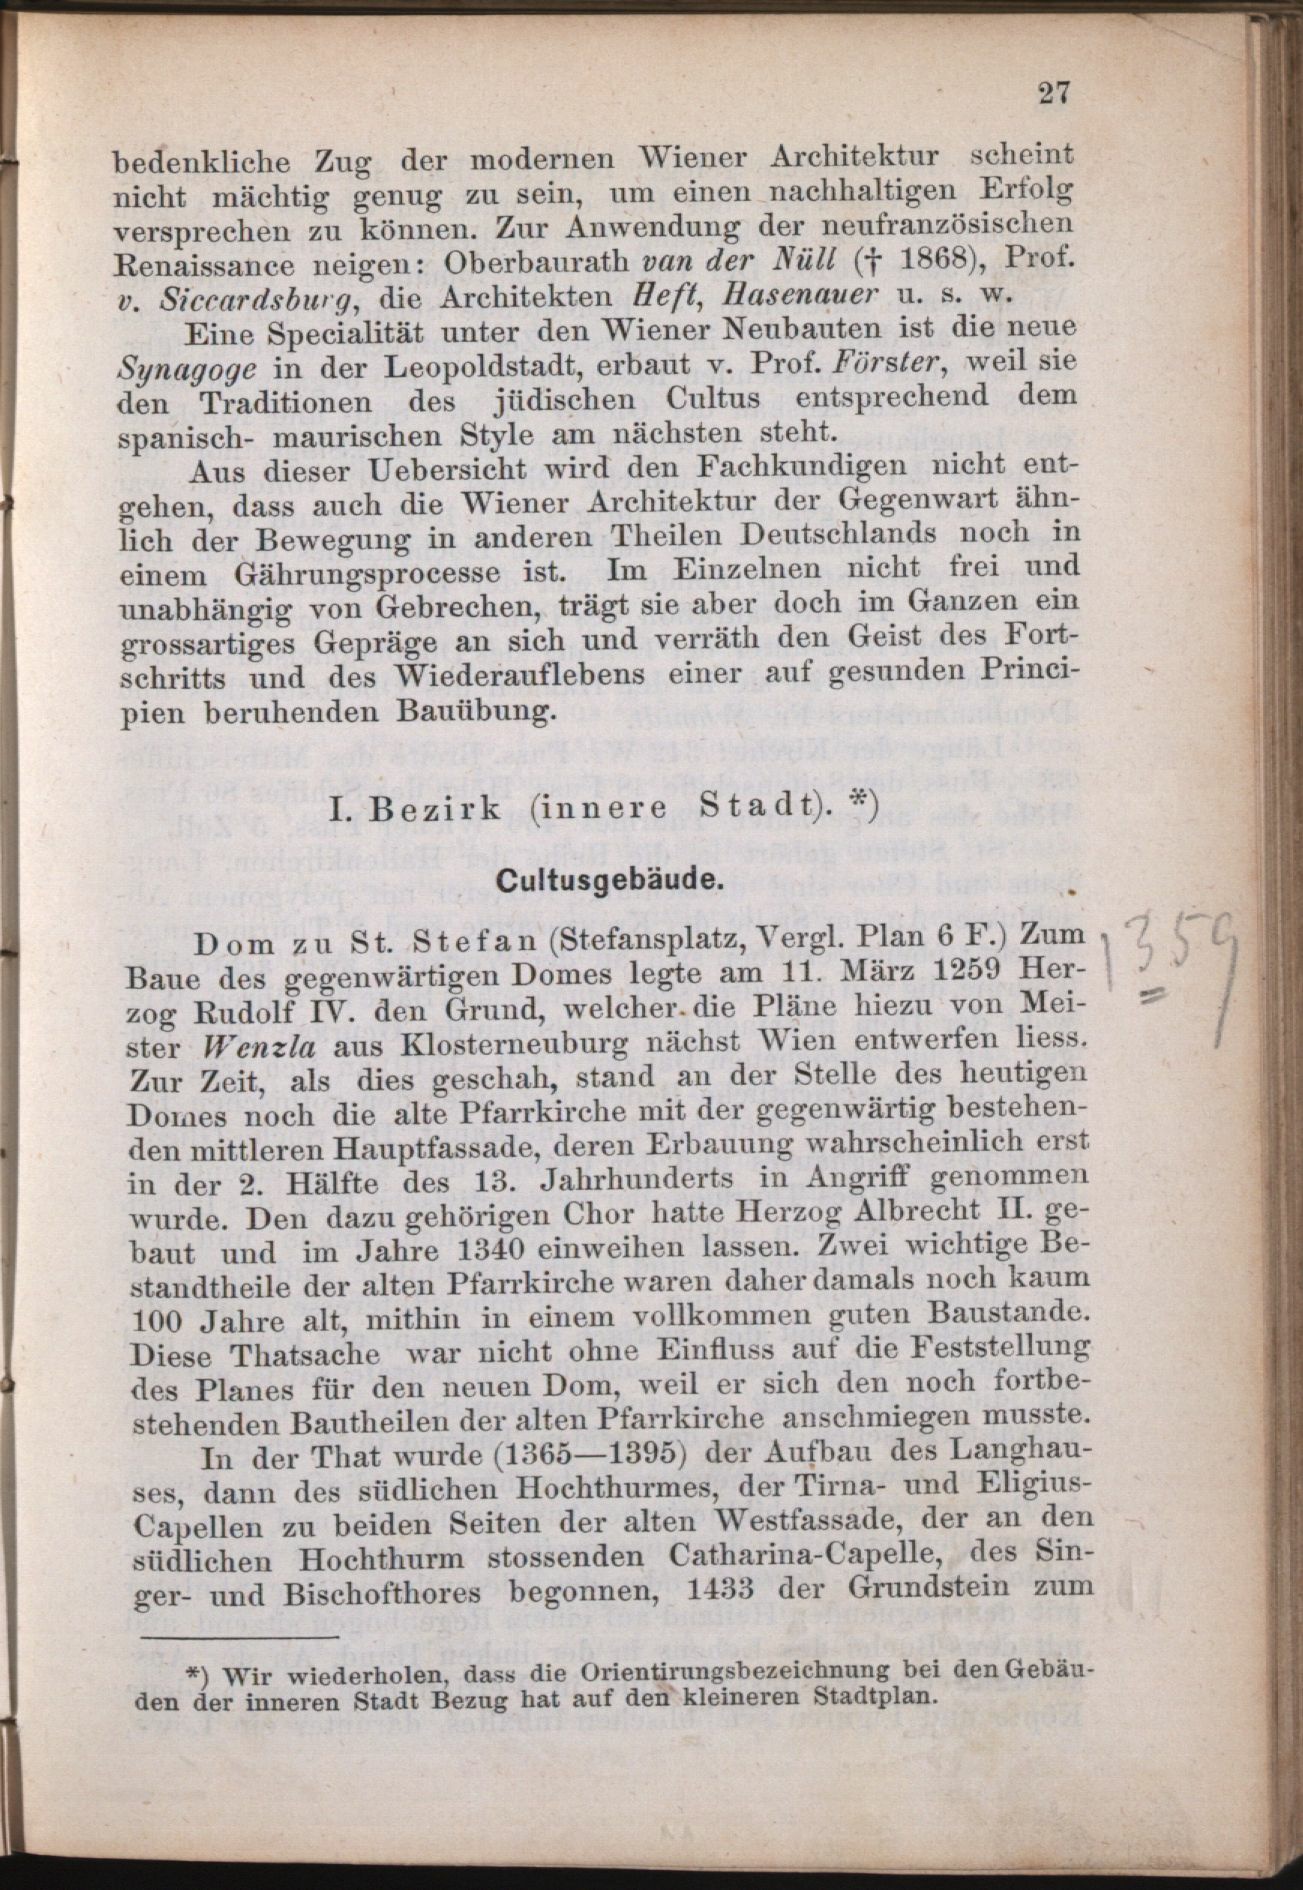 27
bedenkliche Zug der modernen Wiener Architektur scheint
nicht mächtig genug zu sein, um einen nachhaltigen Erfolg
versprechen zu können. Zur Anwendung der neufranzösischen
Renaissance neigen: Oberbaurath van der Nüll († 1868), Prof.
v. Siccardsburg, die Architekten Heft, Hasenauer u. s. w.
Eine Specialität unter den Wiener Neubauten ist die neue
Synagoge in der Leopoldstadt, erbaut v. Prof. Förster, weil sie
den Traditionen des jüdischen Cultus entsprechend dem
spanisch- maurischen Style am nächsten steht.
Aus dieser Uebersicht wird den Fachkundigen nicht ent-
gehen, dass auch die Wiener Architektur der Gegenwart ähn-
lich der Bewegung in anderen Theilen Deutschlands noch in
einem Gährungsprocesse ist. Im Einzelnen nicht frei und
unabhängig von Gebrechen, trägt sie aber doch im Ganzen ein
grossartiges Gepräge an sich und verräth den Geist des Fort-
schritts und des Wiederauflebens einer auf gesunden Princi-
pien beruhenden Bauübung.
I. Bezirk (innere Stadt). *)
Cultusgebäude.
Dom zu St. Stefan (Stefansplatz, Vergl. Plan 6 F.) Zum
Baue des gegenwärtigen Domes legte am 11. März 1259 Her- 1359
zog Rudolf IV. den Grund, welcher die Pläne hiezu von Mei-
ster Wenzla aus Klosterneuburg nächst Wien entwerfen liess.
Zur Zeit, als dies geschah, stand an der Stelle des heutigen
Domes noch die alte Pfarrkirche mit der gegenwärtig bestehen-
den mittleren Hauptfassade, deren Erbauung wahrscheinlich erst
in der 2. Hälfte des 13. Jahrhunderts in Angriff genommen
wurde. Den dazu gehörigen Chor hatte Herzog Albrecht II. ge-
baut und im Jahre 1340 einweihen lassen. Zwei wichtige Be-
standtheile der alten Pfarrkirche waren daher damals noch kaum
100 Jahre alt, mithin in einem vollkommen guten Baustande.
Diese Thatsache war nicht ohne Einfluss auf die Feststellung
des Planes für den neuen Dom, weil er sich den noch fortbe-
stehenden Bautheilen der alten Pfarrkirche anschmiegen musste.
In der That wurde (1365—1395) der Aufbau des Langhau-
ses, dann des südlichen Hochthurmes, der Tirna- und Eligius-
Capellen zu beiden Seiten der alten Westfassade, der an den
südlichen Hochthurm stossenden Catharina-Capelle, des Sin-
ger- und Bischofthores begonnen, 1433 der Grundstein zum
*) Wir wiederholen, dass die Orientirungsbezeichnung bei den Gebäu-
den der inneren Stadt Bezug hat auf den kleineren Stadtplan.